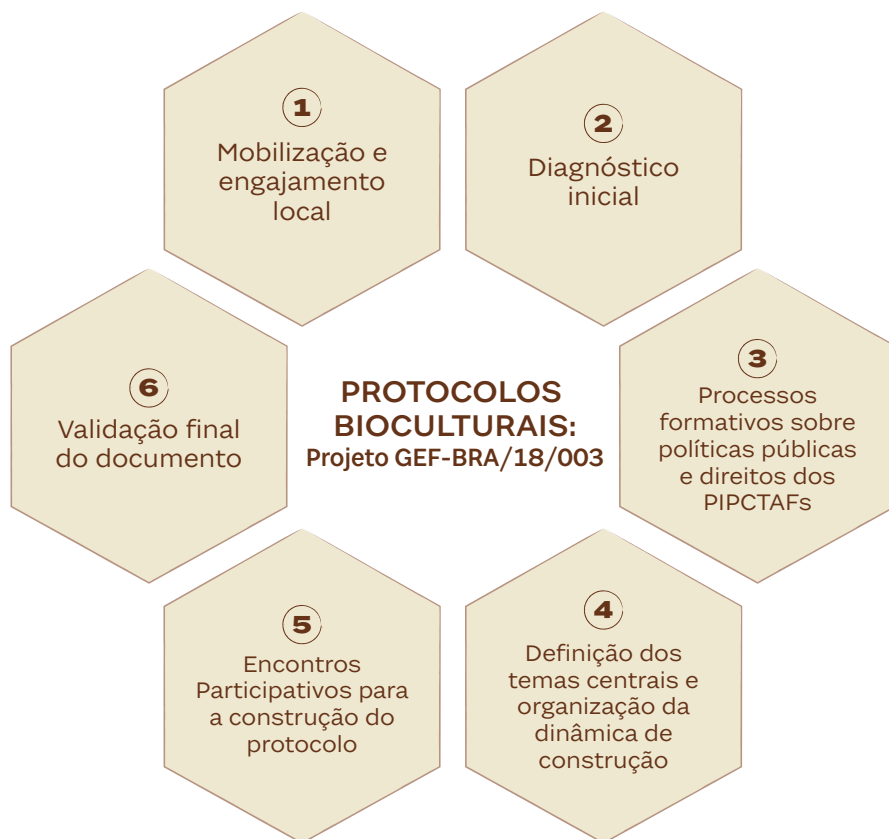 1
Mobilização e
engajamento
local
2
Diagnóstico
inicial
PROTOCOLOS
BIOCULTURAIS:
Projeto GEF-BRA/18/003
3
Processos
formativos sobre
políticas públicas
e direitos dos
PIPCTAFs
4
Definição dos
temas centrais e
organização da
dinâmica de
construção
5
Encontros
Participativos para
a construção do
protocolo
6
Validação final
do documento